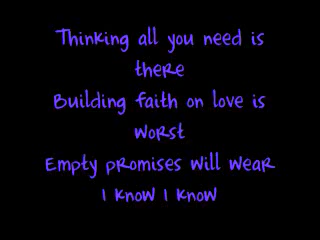 Thinking all you need is
there
Building faith on love is
worst
Empty promises will wear
I know I know